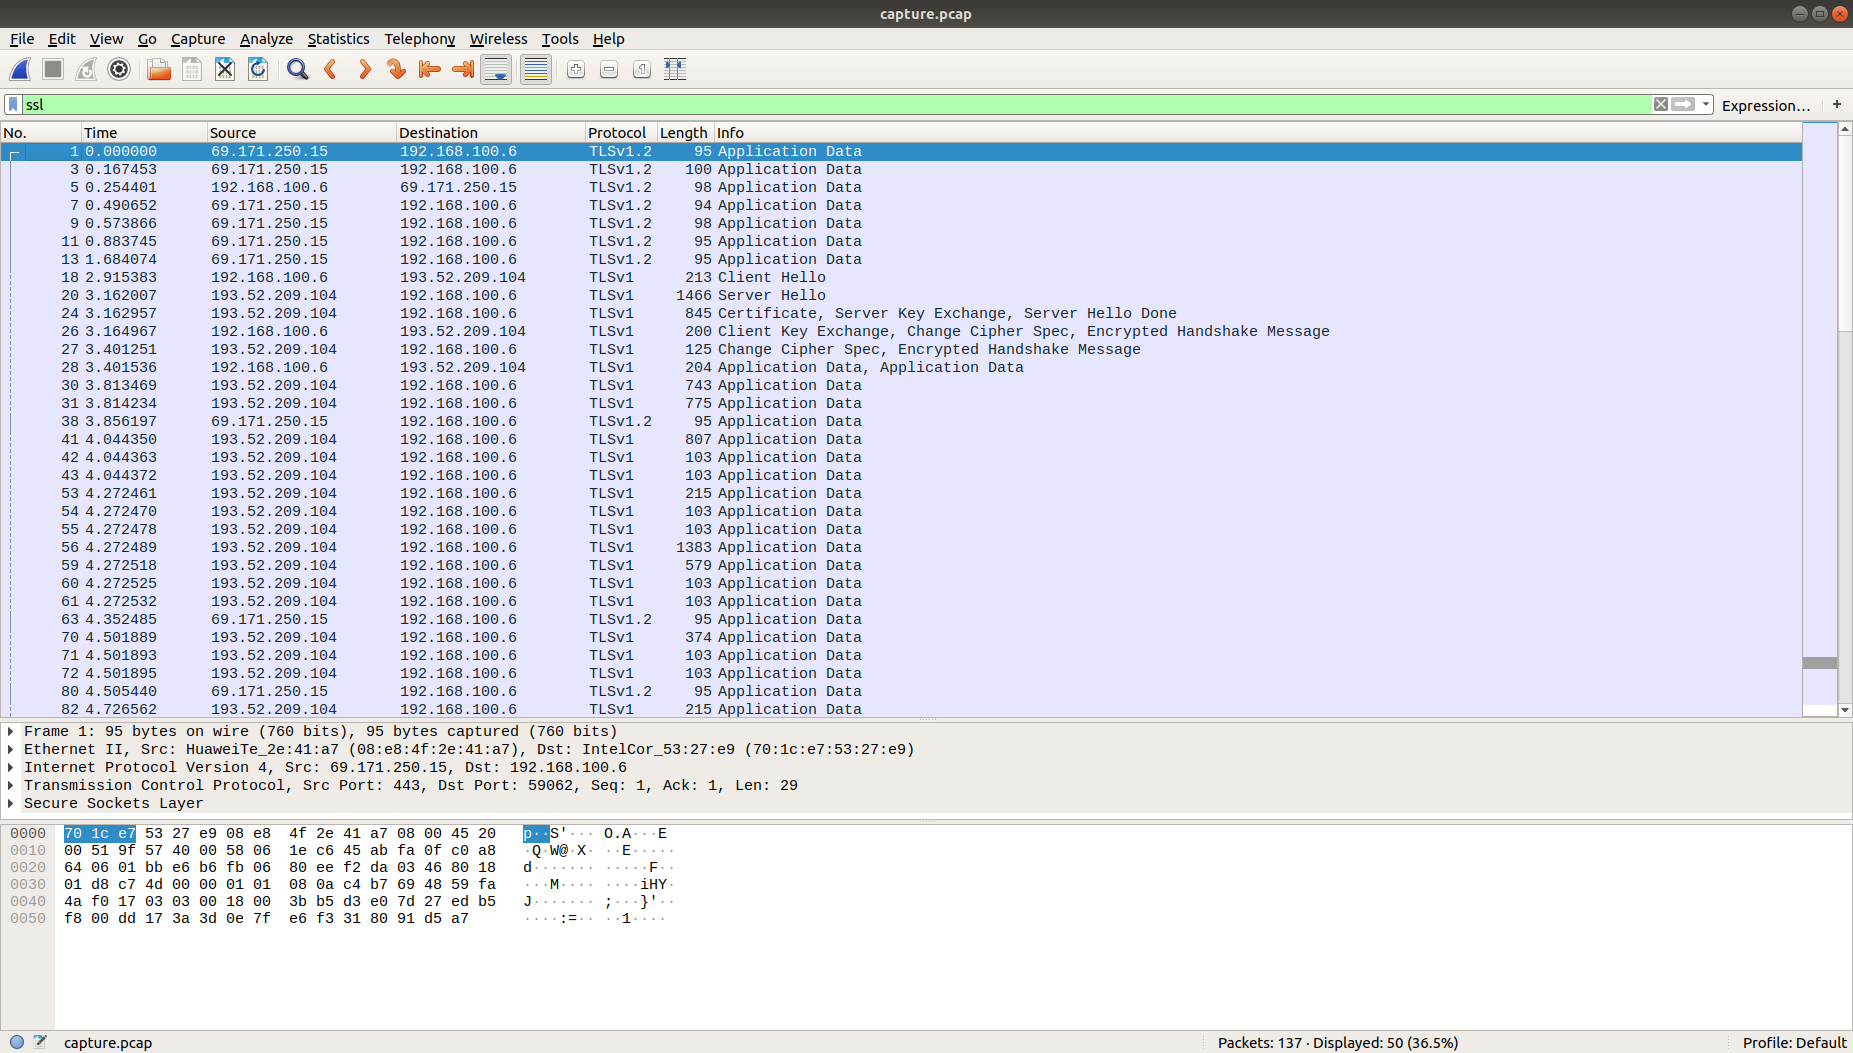 capture.pcap
File Edit View Go Capture Analyze Statistics Telephony Wireless Tools Help
ssl Expression… +
No. Time Source Destination Protocol Length Info
1 0.000000 69.171.250.15 192.168.100.6 TLSv1.2 95 Application Data
3 0.167453 69.171.250.15 192.168.100.6 TLSv1.2 100 Application Data
5 0.254401 192.168.100.6 69.171.250.15 TLSv1.2 98 Application Data
7 0.490652 69.171.250.15 192.168.100.6 TLSv1.2 94 Application Data
9 0.573866 69.171.250.15 192.168.100.6 TLSv1.2 98 Application Data
11 0.883745 69.171.250.15 192.168.100.6 TLSv1.2 95 Application Data
13 1.684074 69.171.250.15 192.168.100.6 TLSv1.2 95 Application Data
18 2.915383 192.168.100.6 193.52.209.104 TLSv1 213 Client Hello
20 3.162007 193.52.209.104 192.168.100.6 TLSv1 1466 Server Hello
24 3.162957 193.52.209.104 192.168.100.6 TLSv1 845 Certificate, Server Key Exchange, Server Hello Done
26 3.164967 192.168.100.6 193.52.209.104 TLSv1 200 Client Key Exchange, Change Cipher Spec, Encrypted Handshake Message
27 3.401251 193.52.209.104 192.168.100.6 TLSv1 125 Change Cipher Spec, Encrypted Handshake Message
28 3.401536 192.168.100.6 193.52.209.104 TLSv1 204 Application Data, Application Data
30 3.813469 193.52.209.104 192.168.100.6 TLSv1 743 Application Data
31 3.814234 193.52.209.104 192.168.100.6 TLSv1 775 Application Data
38 3.856197 69.171.250.15 192.168.100.6 TLSv1.2 95 Application Data
41 4.044350 193.52.209.104 192.168.100.6 TLSv1 807 Application Data
42 4.044363 193.52.209.104 192.168.100.6 TLSv1 103 Application Data
43 4.044372 193.52.209.104 192.168.100.6 TLSv1 103 Application Data
53 4.272461 193.52.209.104 192.168.100.6 TLSv1 215 Application Data
54 4.272470 193.52.209.104 192.168.100.6 TLSv1 103 Application Data
55 4.272478 193.52.209.104 192.168.100.6 TLSv1 103 Application Data
56 4.272489 193.52.209.104 192.168.100.6 TLSv1 1383 Application Data
59 4.272518 193.52.209.104 192.168.100.6 TLSv1 579 Application Data
60 4.272525 193.52.209.104 192.168.100.6 TLSv1 103 Application Data
61 4.272532 193.52.209.104 192.168.100.6 TLSv1 103 Application Data
63 4.352485 69.171.250.15 192.168.100.6 TLSv1.2 95 Application Data
70 4.501889 193.52.209.104 192.168.100.6 TLSv1 374 Application Data
71 4.501893 193.52.209.104 192.168.100.6 TLSv1 103 Application Data
72 4.501895 193.52.209.104 192.168.100.6 TLSv1 103 Application Data
80 4.505440 69.171.250.15 192.168.100.6 TLSv1.2 95 Application Data
82 4.726562 193.52.209.104 192.168.100.6 TLSv1 215 Application Data
Frame 1: 95 bytes on wire (760 bits), 95 bytes captured (760 bits)
Ethernet II, Src: HuaweiTe_2e:41:a7 (08:e8:4f:2e:41:a7), Dst: IntelCor_53:27:e9 (70:1c:e7:53:27:e9)
Internet Protocol Version 4, Src: 69.171.250.15, Dst: 192.168.100.6
Transmission Control Protocol, Src Port: 443, Dst Port: 59062, Seq: 1, Ack: 1, Len: 29
Secure Sockets Layer
0000 70 1c e7 53 27 e9 08 e8 4f 2e 41 a7 08 00 45 20 p··S'··· O.A···E
0010 00 51 9f 57 40 00 58 06 1e c6 45 ab fa 0f c0 a8 ·Q·W@·X· ··E·····
0020 64 06 01 bb e6 b6 fb 06 80 ee f2 da 03 46 80 18 d······· ·····F··
0030 01 d8 c7 4d 00 00 01 01 08 0a c4 b7 69 48 59 fa ···M···· ····iHY·
0040 4a f0 17 03 03 00 18 00 3b b5 d3 e0 7d 27 ed b5 J······· ;···}'··
0050 f8 00 dd 17 3a 3d 0e 7f e6 f3 31 80 91 d5 a7 ····:=·· ··1····
capture.pcap Packets: 137 · Displayed: 50 (36.5%) Profile: Default